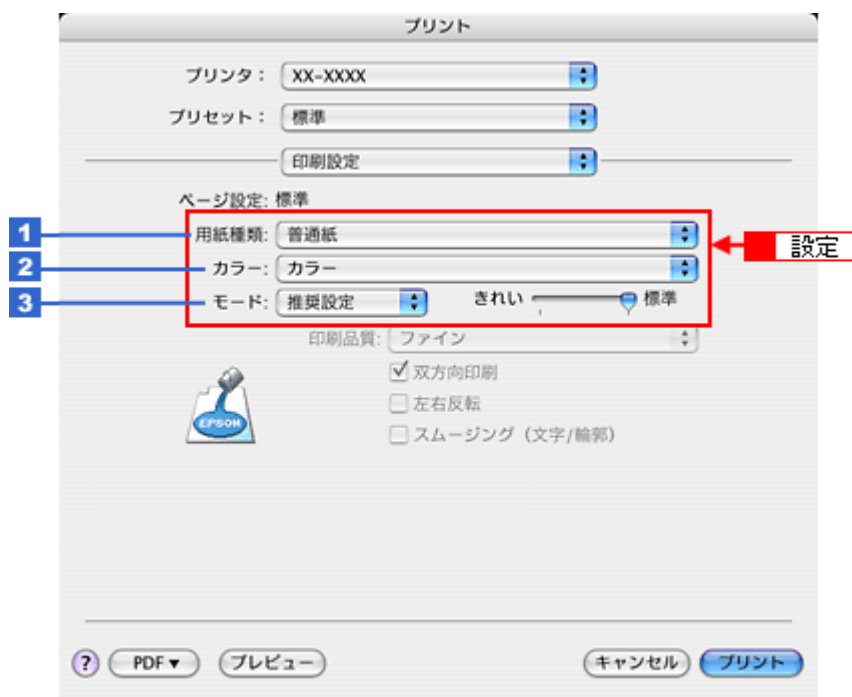 プリント
プリンタ： XX-XXXX
プリセット： 標準
印刷設定
ページ設定: 標準
1 用紙種類: 普通紙
設定
2 カラー: カラー
3 モード: 推奨設定 きれい 標準
印刷品質: ファイン
双方向印刷
左右反転
スムージング（文字/輪郭）
EPSON
? PDF▼ プレビュー キャンセル プリント